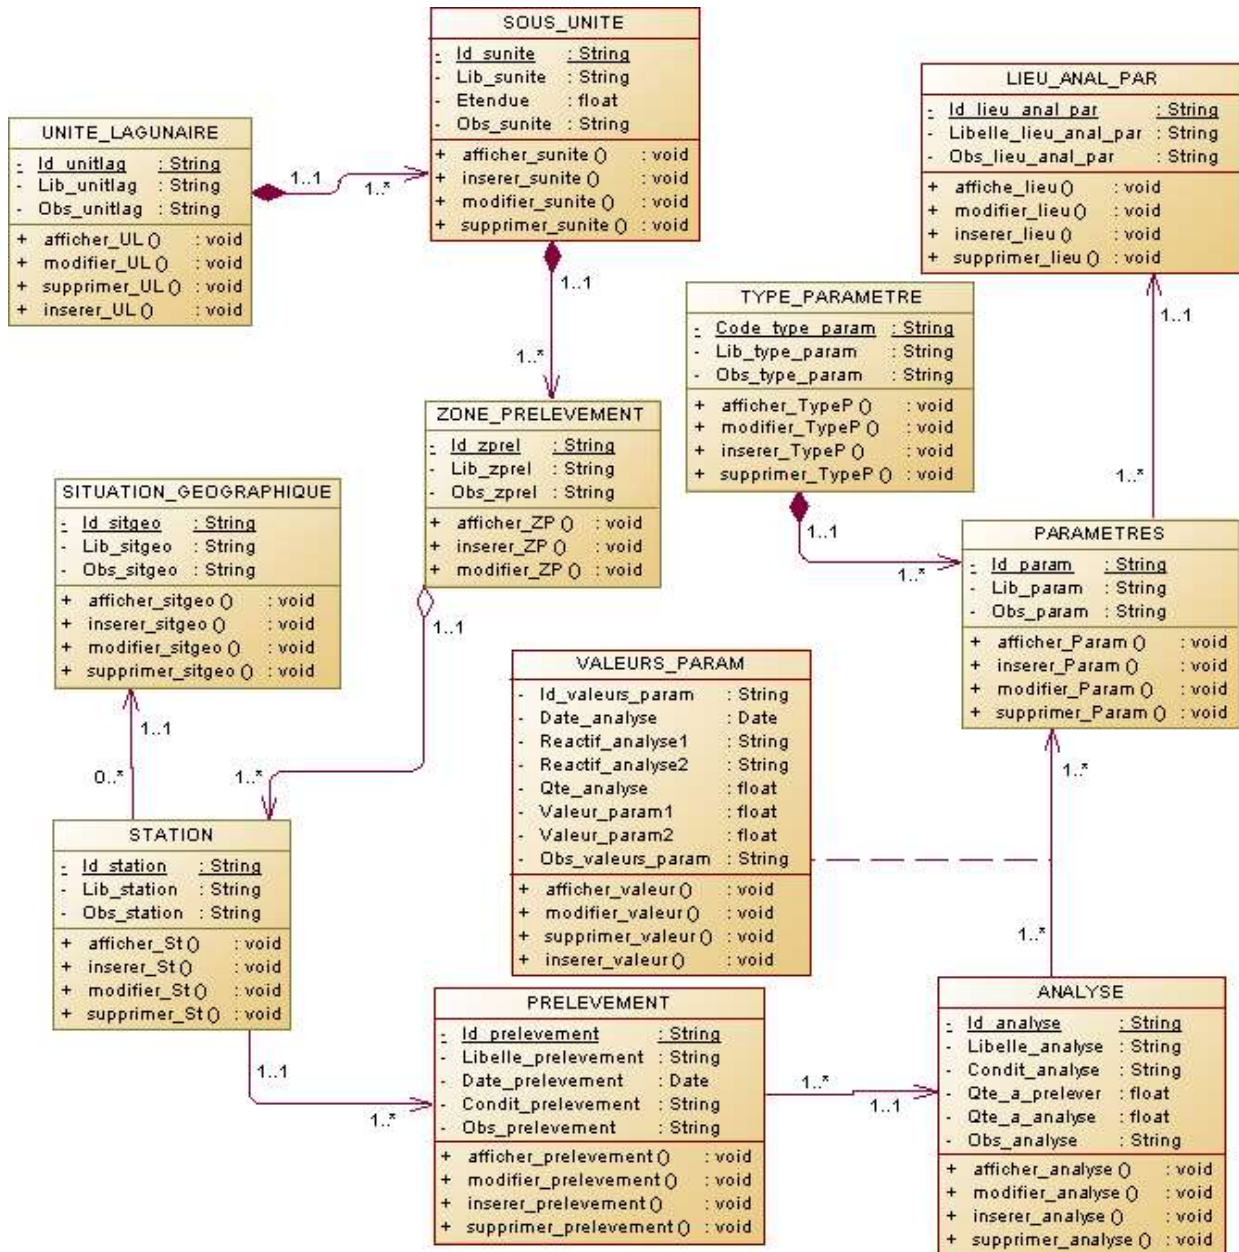 SOUS_UNITE
- Id_sunite : String
- Lib_sunite : String
- Etendue : float
- Obs_sunite : String
+ afficher_sunite () : void
+ inserer_sunite () : void
+ modifier_sunite () : void
+ supprimer_sunite () : void
LIEU_ANAL_PAR
- Id_lieu_anal_par : String
- Libelle_lieu_anal_par : String
- Obs_lieu_anal_par : String
+ affiche_lieu () : void
+ modifier_lieu () : void
+ inserer_lieu () : void
+ supprimer_lieu () : void
UNITE_LAGUNAIRE
- Id_unitlag : String
- Lib_unitlag : String
- Obs_unitlag : String
+ afficher_UL () : void
+ modifier_UL () : void
+ supprimer_UL () : void
+ inserer_UL () : void
1..1
1..*
1..1
1..*
TYPE_PARAMETRE
- Code_type_param : String
- Lib_type_param : String
- Obs_type_param : String
+ afficher_TypeP () : void
+ modifier_TypeP () : void
+ inserer_TypeP () : void
+ supprimer_TypeP () : void
1..1
1..*
ZONE_PRELEVEMENT
- Id_zprel : String
- Lib_zprel : String
- Obs_zprel : String
+ afficher_ZP () : void
+ inserer_ZP () : void
+ modifier_ZP () : void
SITUATION_GEOGRAPHIQUE
- Id_sitgeo : String
- Lib_sitgeo : String
- Obs_sitgeo : String
+ afficher_sitgeo () : void
+ inserer_sitgeo () : void
+ modifier_sitgeo () : void
+ supprimer_sitgeo () : void
1..1
1..*
PARAMETRES
- Id_param : String
- Lib_param : String
- Obs_param : String
+ afficher_Param () : void
+ inserer_Param () : void
+ modifier_Param () : void
+ supprimer_Param () : void
1..1
1..*
1..1
0..*
VALEURS_PARAM
- Id_valeurs_param : String
- Date_analyse : Date
- Reactif_analyse1 : String
- Reactif_analyse2 : String
- Qte_analyse : float
- Valeur_param1 : float
- Valeur_param2 : float
- Obs_valeurs_param : String
+ afficher_valeur () : void
+ modifier_valeur () : void
+ supprimer_valeur () : void
+ inserer_valeur () : void
1..*
1..*
STATION
- Id_station : String
- Lib_station : String
- Obs_station : String
+ afficher_St () : void
+ inserer_St () : void
+ modifier_St () : void
+ supprimer_St () : void
1..1
1..*
PRELEVEMENT
- Id_prelevement : String
- Libelle_prelevement : String
- Date_prelevement : Date
- Condit_prelevement : String
- Obs_prelevement : String
+ afficher_prelevement () : void
+ modifier_prelevement () : void
+ inserer_prelevement () : void
+ supprimer_prelevement () : void
1..*
1..1
ANALYSE
- Id_analyse : String
- Libelle_analyse : String
- Condit_analyse : String
- Qte_a_prelever : float
- Qte_a_analyse : float
- Obs_analyse : String
+ afficher_analyse () : void
+ modifier_analyse () : void
+ inserer_analyse () : void
+ supprimer_analyse () : void